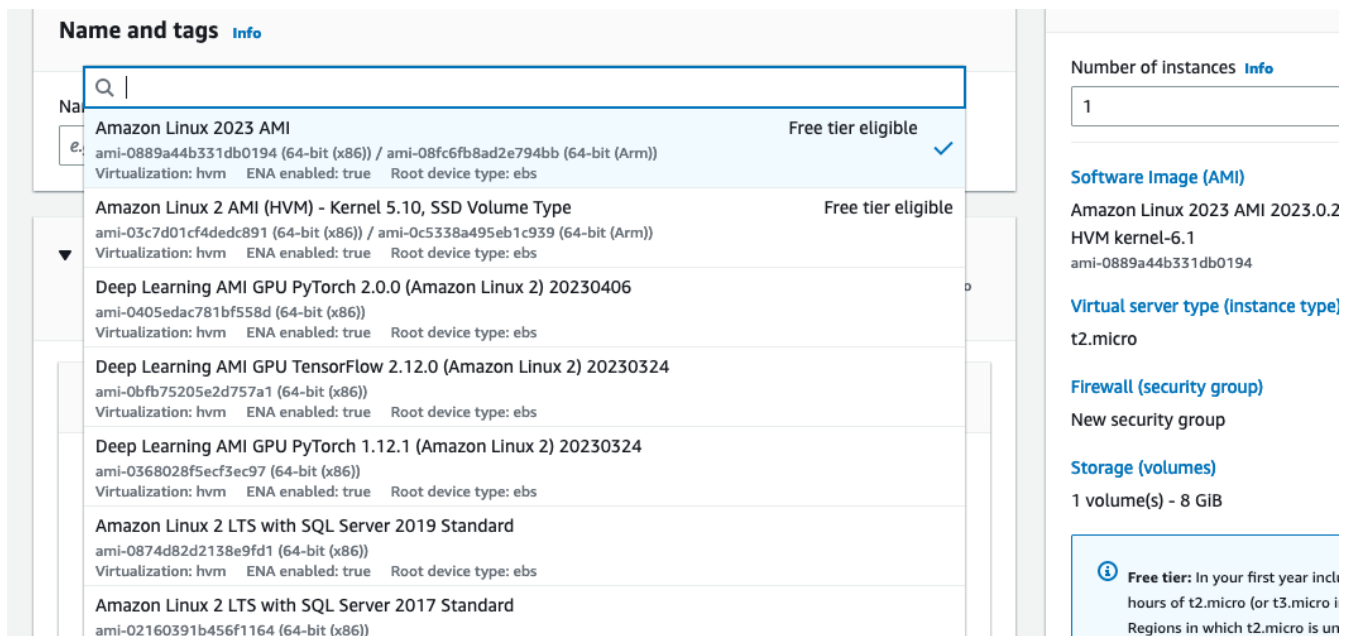 Name and tags Info
Na
e.
Amazon Linux 2023 AMI
Free tier eligible
ami-0889a44b331db0194 (64-bit (x86)) / ami-08fc6fb8ad2e794bb (64-bit (Arm))
Virtualization: hvm ENA enabled: true Root device type: ebs
Amazon Linux 2 AMI (HVM) - Kernel 5.10, SSD Volume Type
Free tier eligible
ami-03c7d01cf4dedc891 (64-bit (x86)) / ami-0c5338a495eb1c939 (64-bit (Arm))
Virtualization: hvm ENA enabled: true Root device type: ebs
Deep Learning AMI GPU PyTorch 2.0.0 (Amazon Linux 2) 20230406
ami-0405edac781bf558d (64-bit (x86))
Virtualization: hvm ENA enabled: true Root device type: ebs
Deep Learning AMI GPU TensorFlow 2.12.0 (Amazon Linux 2) 20230324
ami-0bfb75205e2d757a1 (64-bit (x86))
Virtualization: hvm ENA enabled: true Root device type: ebs
Deep Learning AMI GPU PyTorch 1.12.1 (Amazon Linux 2) 20230324
ami-0368028f5ecf3ec97 (64-bit (x86))
Virtualization: hvm ENA enabled: true Root device type: ebs
Amazon Linux 2 LTS with SQL Server 2019 Standard
ami-0874d82d2138e9fd1 (64-bit (x86))
Virtualization: hvm ENA enabled: true Root device type: ebs
Amazon Linux 2 LTS with SQL Server 2017 Standard
ami-02160391b456f1164 (64-bit (x86))
Number of instances Info
1
Software Image (AMI)
Amazon Linux 2023 AMI 2023.0.2
HVM kernel-6.1
ami-0889a44b331db0194
Virtual server type (instance type)
t2.micro
Firewall (security group)
New security group
Storage (volumes)
1 volume(s) - 8 GiB
Free tier: In your first year inclu
hours of t2.micro (or t3.micro i
Regions in which t2.micro is un